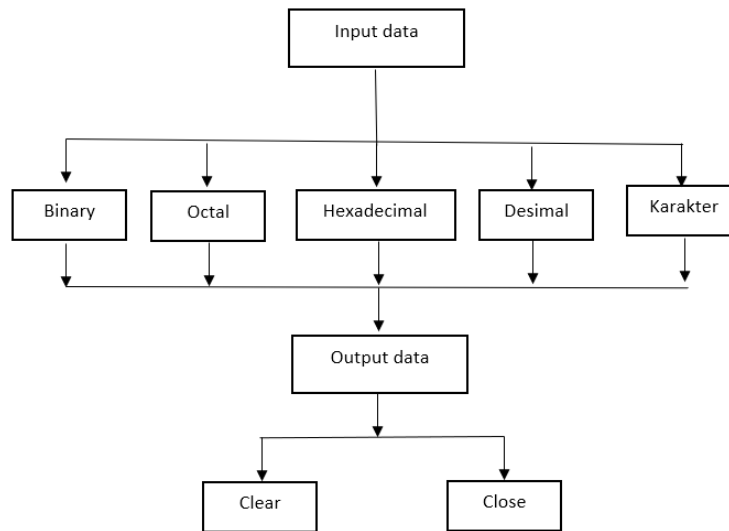 Input data
Binary
Octal
Hexadecimal
Desimal
Karakter
Output data
Clear
Close